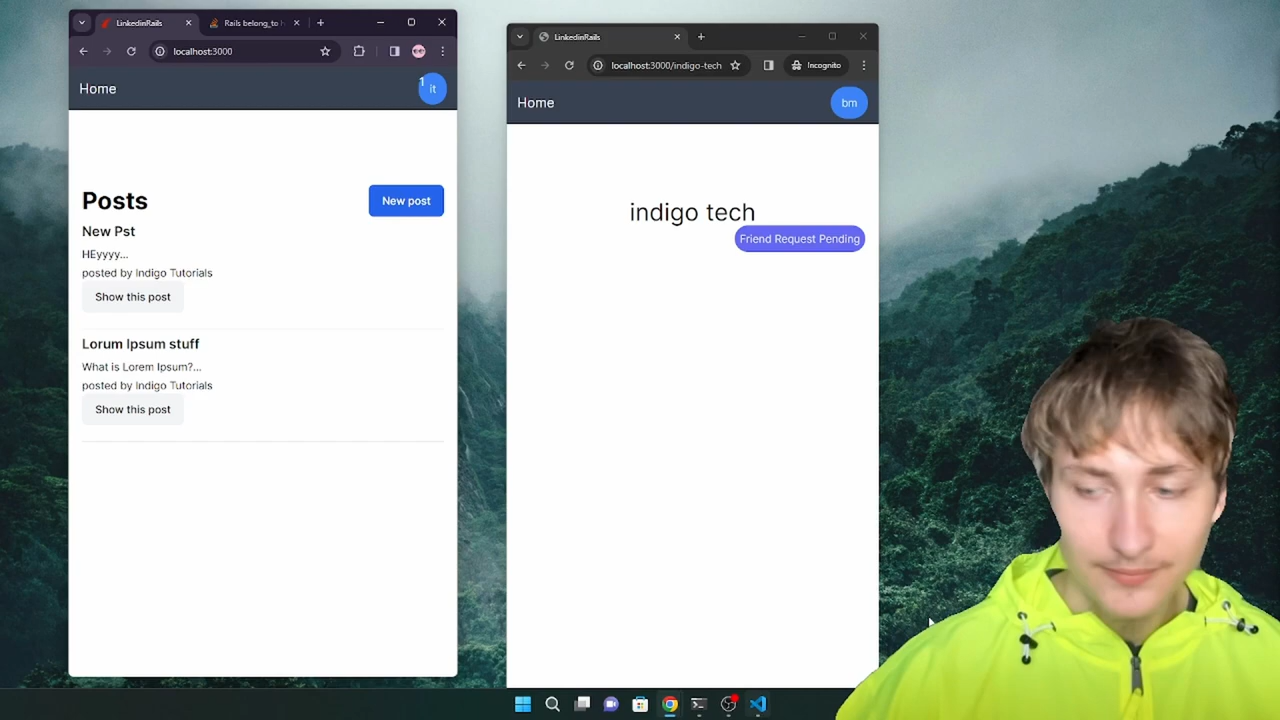 LinkedinRails
Rails belong_to
localhost:3000
Home
1
it
Posts
New post
New Pst
HEyyyy...
posted by Indigo Tutorials
Show this post
Lorum Ipsum stuff
What is Lorem Ipsum?...
posted by Indigo Tutorials
Show this post
LinkedinRails
localhost:3000/indigo-tech
Incognito
Home
bm
indigo tech
Friend Request Pending